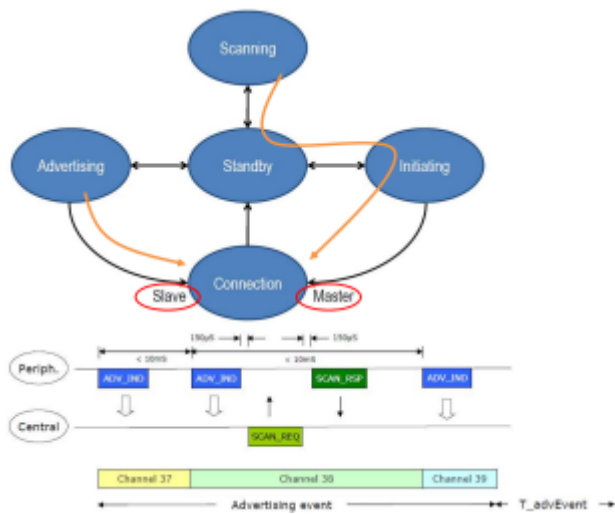 Scanning
Advertising
Standby
Initiating
Connection
Slave
Master
150µS
150µS
< 10mS
< 10mS
Periph.
ADV_IND
ADV_IND
SCAN_RSP
ADV_IND
Central
SCAN_REQ
Channel 37
Channel 38
Channel 39
Advertising event
T_advEvent